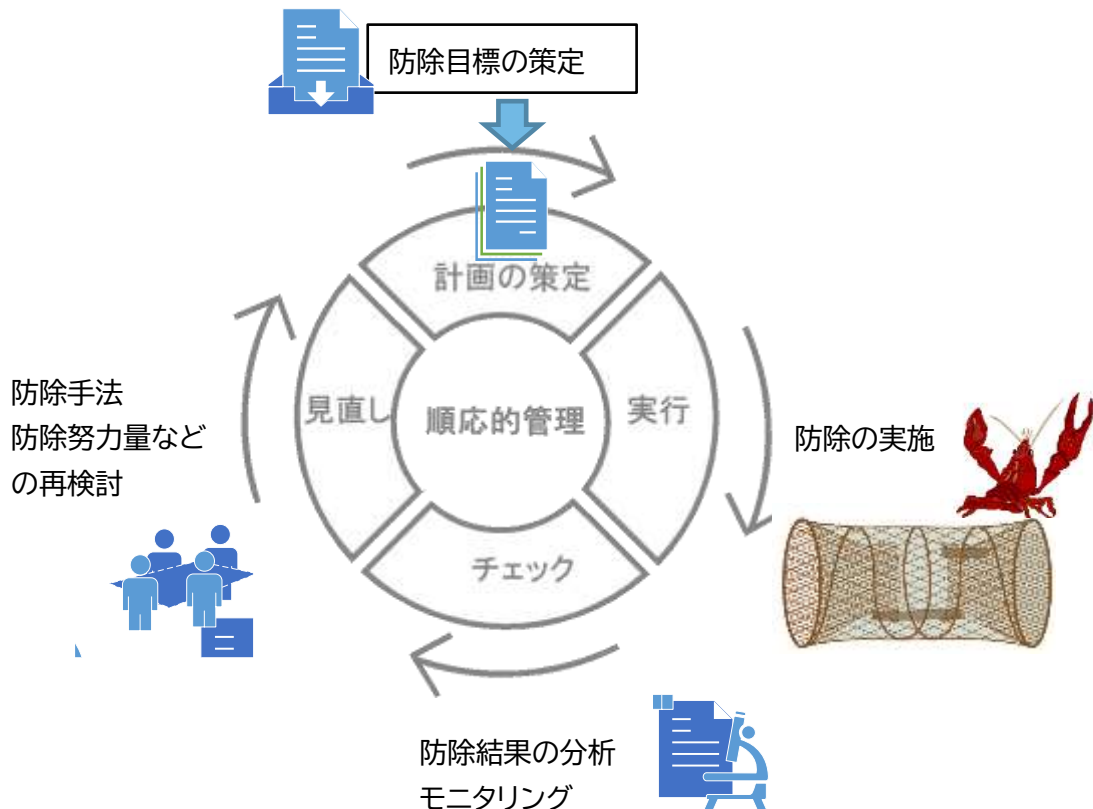 防除目標の策定
計画の策定
実行
防除の実施
チェック
防除結果の分析
モニタリング
見直し
防除手法
防除努力量など
の再検討
順応的管理